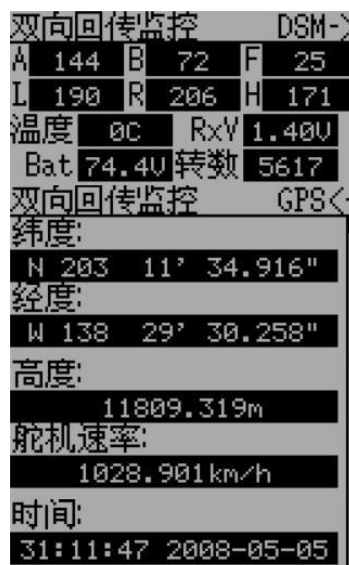 双向回传监控 DSM->
A 144 B 72 F 25
L 190 R 206 H 171
温度 0C RxV 1.40V
Bat 74.4V 转数 5617
双向回传监控 GPS<-
纬度:
N 203 11' 34.916"
经度:
W 138 29' 30.258"
高度:
11809.319m
舵机速率:
1028.901km/h
时间:
31:11:47 2008-05-05